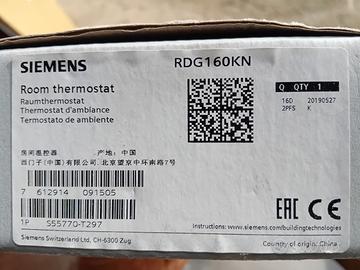 SIEMENS
RDG160KN
Q QTY 1
Room thermostat
Raumthermostat
Thermostat d'ambiance
Termostato de ambiente
16D 20190527
2PFS K
房间温控器 产地: 中国
西门子(中国)有限公司 北京望京中环南路7号
7 612914 091505
1P S55770-T297
EAC CE
Instructions: www.siemens.com/buildingtechnologies
Siemens Switzerland Ltd, CH-6300 Zug
Country of origin: China